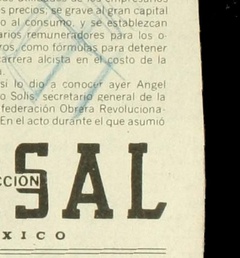 s precios, se grave al gran capital
o al consumo, y se establezcan
arios remuneradores para los o-
ros, como fórmulas para detener
carrera alcista en el costo de la
sí lo dio a conocer ayer Angel
o Solís, secretario general de la
federación Obrera Revoluciona-
En el acto durante el que asumió
SAL
CCION
XICO